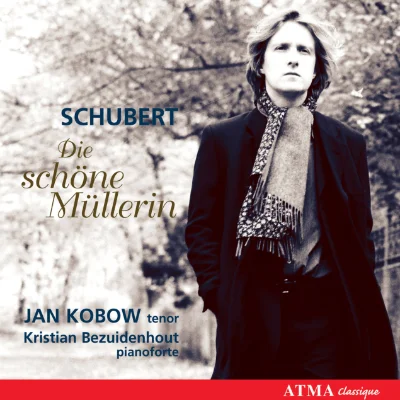 SCHUBERT
Die
schöne
Müllerin
JAN KOBOW tenor
Kristian Bezuidenhout
pianoforte
ATMA classique